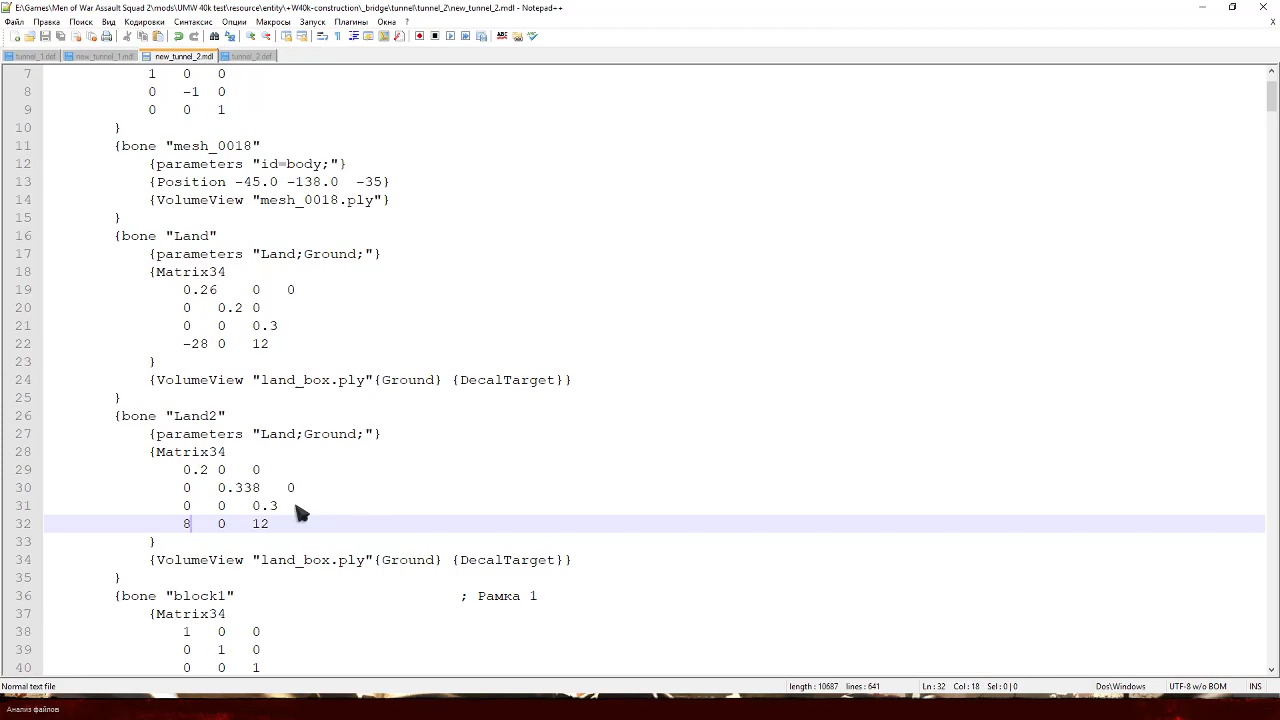 E:\Games\Men of War Assault Squad 2\mods\UMW 40k test\resource\entity\+W40k-construction\_bridge\tunnel\tunnel_2\new_tunnel_2.mdl - Notepad++
Файл Правка Поиск Вид Кодировки Синтаксис Опции Макросы Запуск Плагины Окна ?
tunnel_1.def new_tunnel_1.mdl new_tunnel_2.mdl tunnel_2.def
7 1 0 0
8 0 -1 0
9 0 0 1
10 }
11 {bone "mesh_0018"
12 {parameters "id=body;"}
13 {Position -45.0 -138.0 -35}
14 {VolumeView "mesh_0018.ply"}
15 }
16 {bone "Land"
17 {parameters "Land;Ground;"}
18 {Matrix34
19 0.26 0 0
20 0 0.2 0
21 0 0 0.3
22 -28 0 12
23 }
24 {VolumeView "land_box.ply"{Ground} {DecalTarget}}
25 }
26 {bone "Land2"
27 {parameters "Land;Ground;"}
28 {Matrix34
29 0.2 0 0
30 0 0.338 0
31 0 0 0.3
32 8 0 12
33 }
34 {VolumeView "land_box.ply"{Ground} {DecalTarget}}
35 }
36 {bone "block1" ; Рамка 1
37 {Matrix34
38 1 0 0
39 0 1 0
40 0 0 1
Normal text file length : 10687 lines : 641 Ln : 32 Col : 18 Sel : 0 | 0 Dos\Windows UTF-8 w/o BOM INS
Анализ файлов